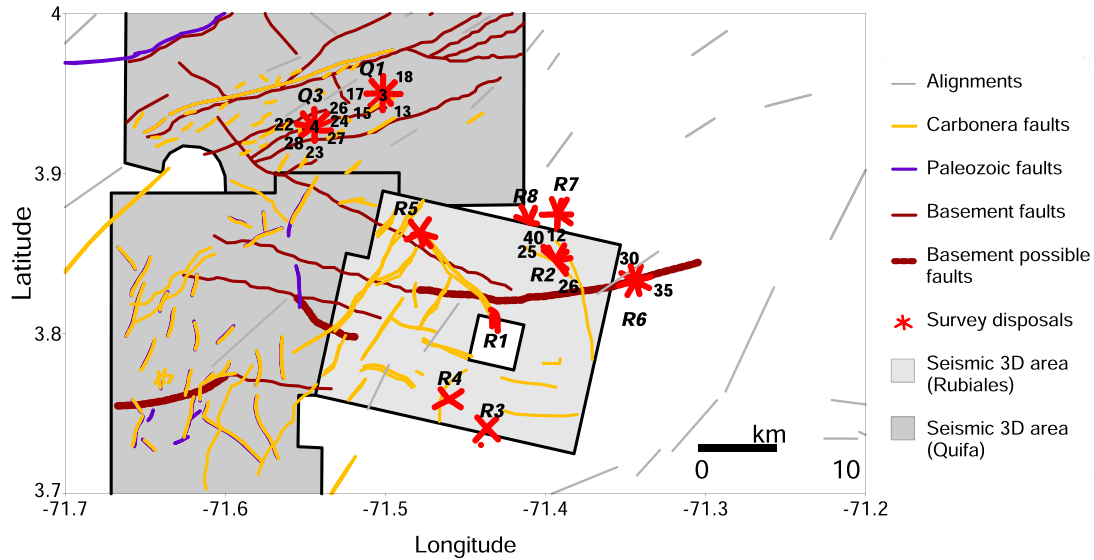 4
3.9
3.8
3.7
Latitude
-71.7
-71.6
-71.5
-71.4
-71.3
-71.2
Longitude
Q1
18
17
3
13
15
Q3
26
22
4
24
28
27
23
R5
R8
R7
40
12
25
R2
26
30
35
R6
R1
R4
R3
km
0
10
Alignments
Carbonera faults
Paleozoic faults
Basement faults
Basement possible
faults
Survey disposals
Seismic 3D area
(Rubiales)
Seismic 3D area
(Quifa)